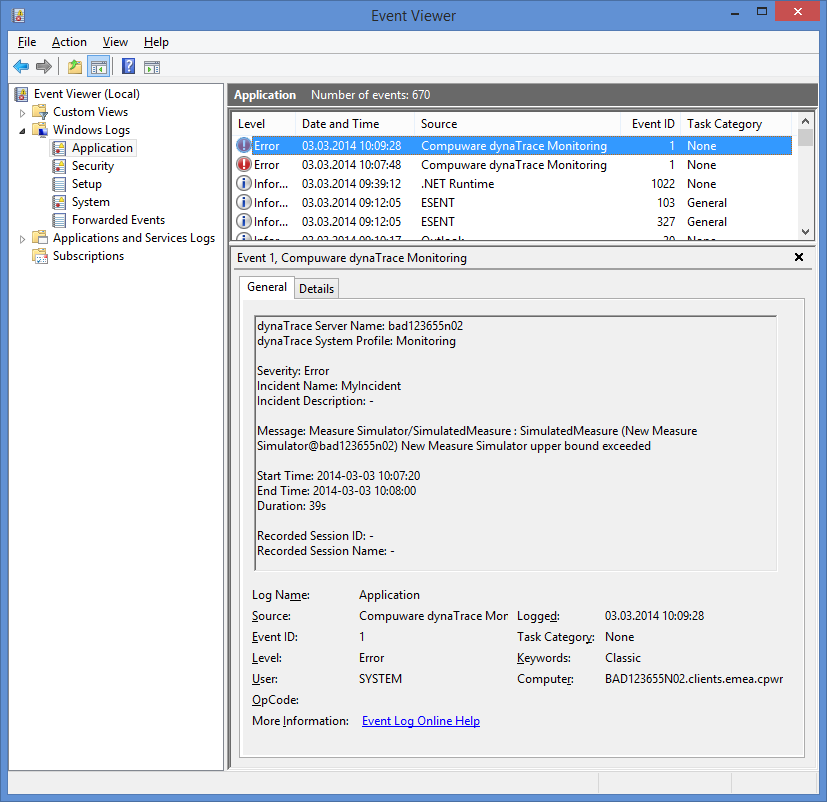 Event Viewer
File Action View Help
Event Viewer (Local)
Custom Views
Windows Logs
Application
Security
Setup
System
Forwarded Events
Applications and Services Logs
Subscriptions
Application Number of events: 670
Level Date and Time Source Event ID Task Category
Error 03.03.2014 10:09:28 Compuware dynaTrace Monitoring 1 None
Error 03.03.2014 10:07:48 Compuware dynaTrace Monitoring 1 None
Infor... 03.03.2014 09:39:12 .NET Runtime 1022 None
Infor... 03.03.2014 09:12:05 ESENT 103 General
Infor... 03.03.2014 09:12:05 ESENT 327 General
Event 1, Compuware dynaTrace Monitoring
General Details
dynaTrace Server Name: bad123655n02
dynaTrace System Profile: Monitoring
Severity: Error
Incident Name: MyIncident
Incident Description: -
Message: Measure Simulator/SimulatedMeasure : SimulatedMeasure (New Measure
Simulator@bad123655n02) New Measure Simulator upper bound exceeded
Start Time: 2014-03-03 10:07:20
End Time: 2014-03-03 10:08:00
Duration: 39s
Recorded Session ID: -
Recorded Session Name: -
Log Name: Application
Source: Compuware dynaTrace Mor Logged: 03.03.2014 10:09:28
Event ID: 1 Task Category: None
Level: Error Keywords: Classic
User: SYSTEM Computer: BAD123655N02.clients.emea.cpwr
OpCode:
More Information: Event Log Online Help